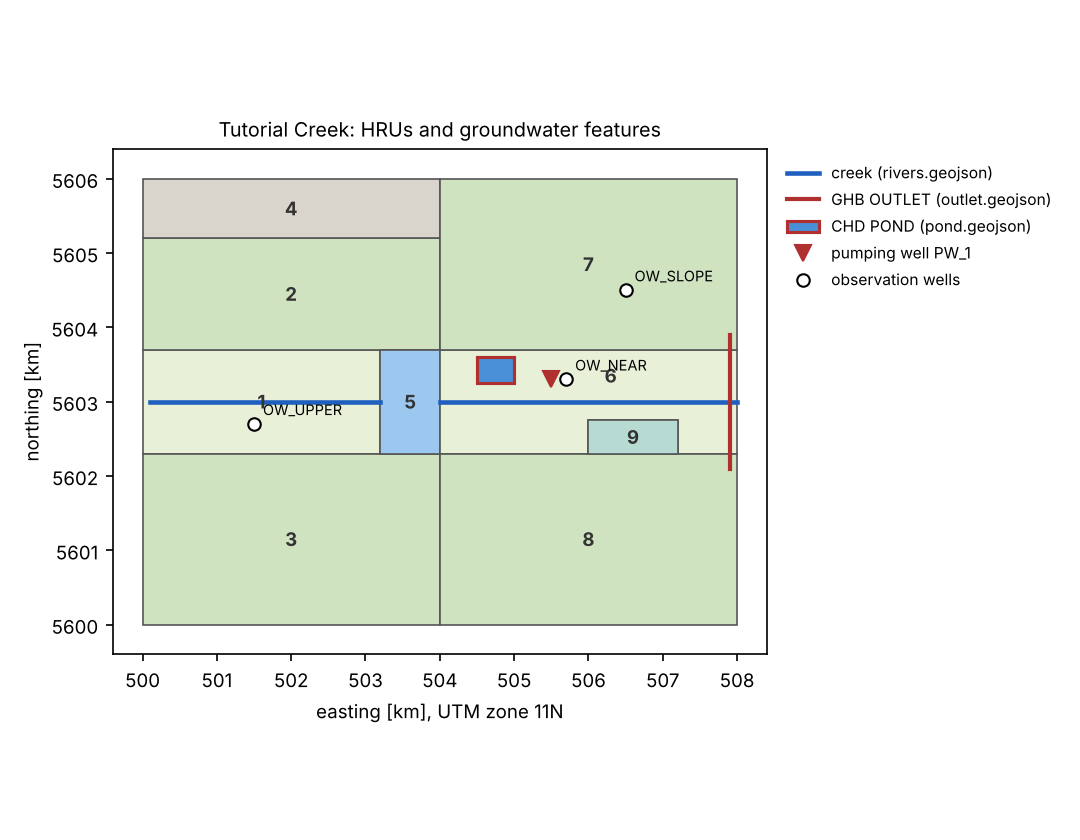 Tutorial Creek: HRUs and groundwater features
creek (rivers.geojson)
GHB OUTLET (outlet.geojson)
CHD POND (pond.geojson)
pumping well PW_1
observation wells
northing [km]
5606
5605
5604
5603
5602
5601
5600
4
7
2
OW_SLOPE
OW_NEAR
6
1
OW_UPPER
5
9
3
8
500 501 502 503 504 505 506 507 508
easting [km], UTM zone 11N